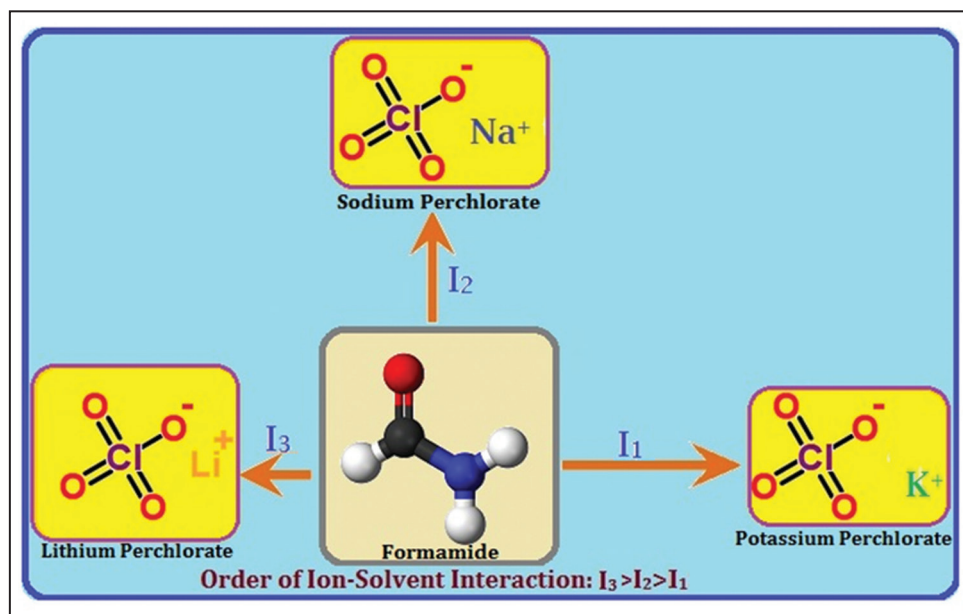 O
O
-
O
Cl
O
Na⁺
Sodium Perchlorate
I₂
O
O
-
O
Cl
O
Li⁺
Lithium Perchlorate
I₃
Formamide
I₁
O
O
-
O
Cl
O
K⁺
Potassium Perchlorate
Order of Ion-Solvent Interaction: I₃>I₂>I₁